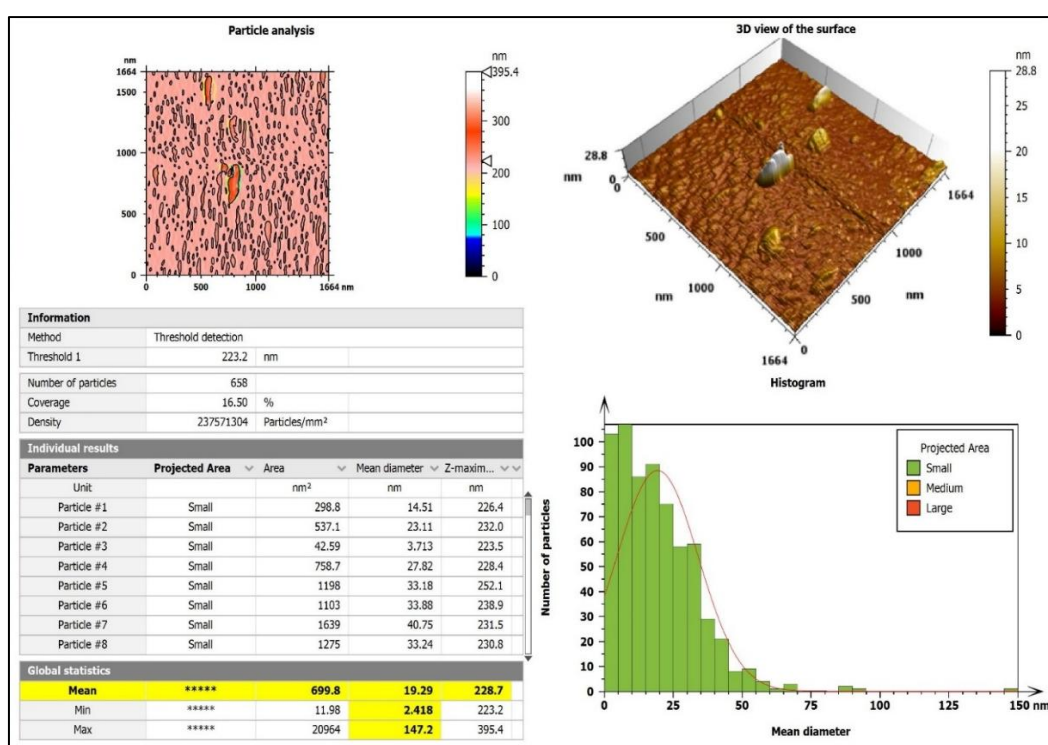 Particle analysis
nm
1664
1500
1000
500
0
0 500 1000 1664 nm
nm
395.4
300
200
100
0
3D view of the surface
nm
28.8
25
20
15
10
5
0
28.8
nm
0
0
500
nm
1000
1664
1664
1000
500
nm
0
Information
Method Threshold detection
Threshold 1 223.2 nm
Number of particles 658
Coverage 16.50 %
Density 237571304 Particles/mm²
Individual results
Parameters Projected Area Area Mean diameter Z-maxim...
Unit nm² nm nm
Particle #1 Small 298.8 14.51 226.4
Particle #2 Small 537.1 23.11 232.0
Particle #3 Small 42.59 3.713 223.5
Particle #4 Small 758.7 27.82 228.4
Particle #5 Small 1198 33.18 252.1
Particle #6 Small 1103 33.88 238.9
Particle #7 Small 1639 40.75 231.5
Particle #8 Small 1275 33.24 230.8
Global statistics
Mean ***** 699.8 19.29 228.7
Min ***** 11.98 2.418 223.2
Max ***** 20964 147.2 395.4
Histogram
Number of particles
100
90
80
70
60
50
40
30
20
10
0
Projected Area
Small
Medium
Large
0 25 50 75 100 125 150 nm
Mean diameter